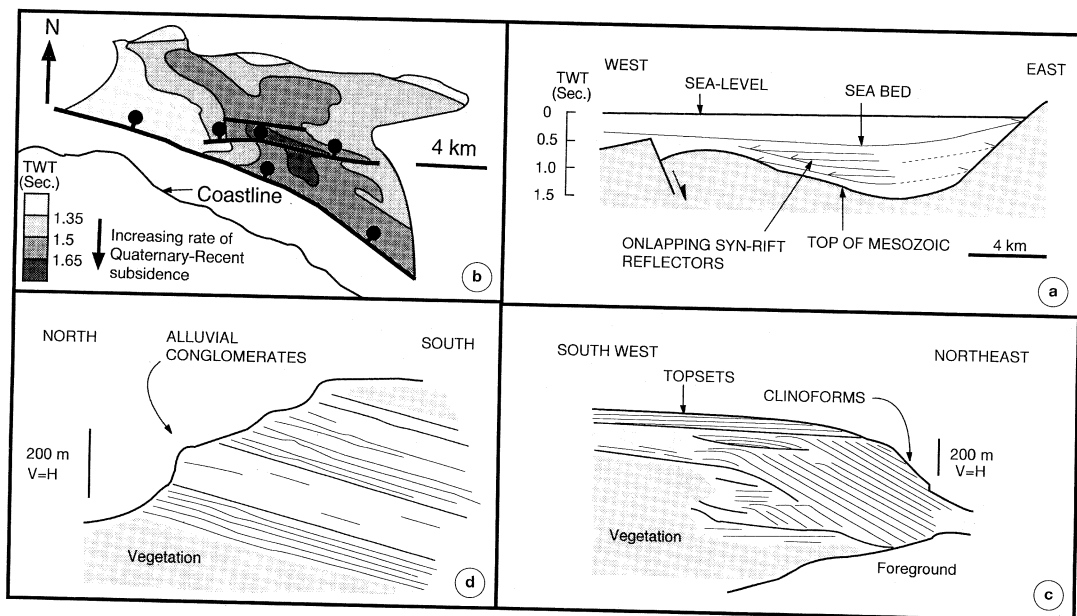 N
4 km
TWT
(Sec.)
1.35
1.5
1.65
Coastline
Increasing rate of
Quaternary-Recent
subsidence
b
WEST
EAST
TWT
(Sec.)
0
0.5
1.0
1.5
SEA-LEVEL
SEA BED
ONLAPPING SYN-RIFT
REFLECTORS
TOP OF MESOZOIC
4 km
a
NORTH
ALLUVIAL
CONGLOMERATES
SOUTH
200 m
V=H
Vegetation
d
SOUTH WEST
NORTHEAST
TOPSETS
CLINOFORMS
200 m
V=H
Vegetation
Foreground
c